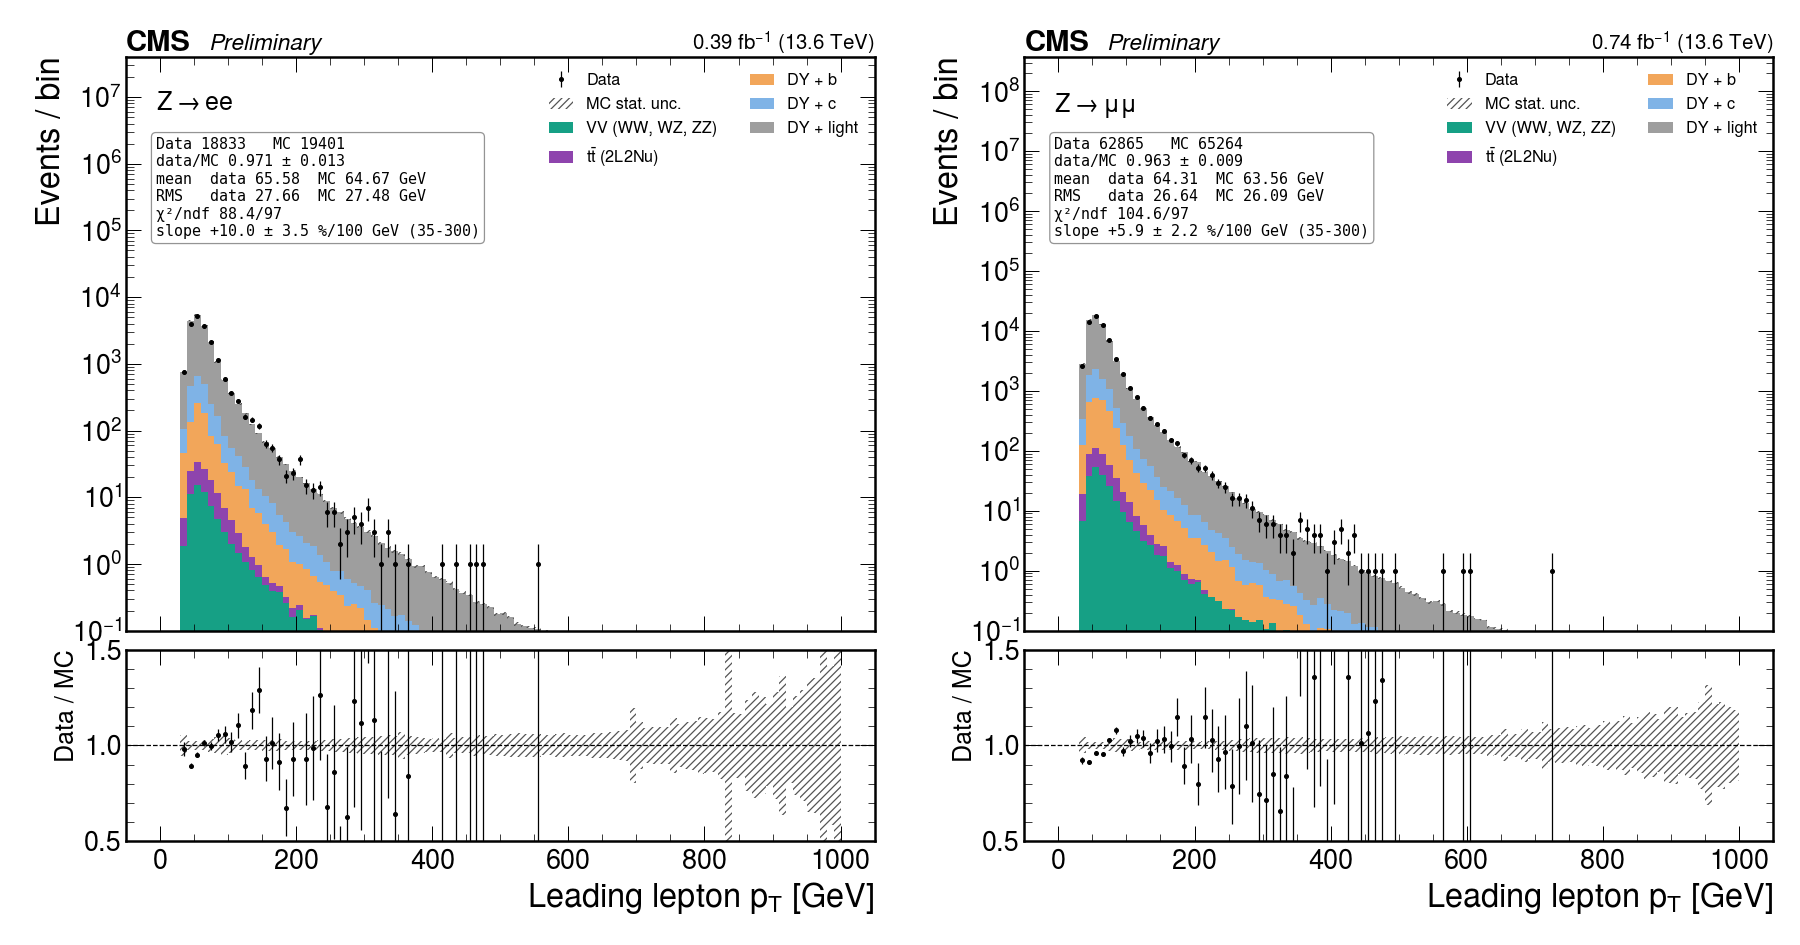 CMS Preliminary 0.39 fb⁻¹ (13.6 TeV)
Events / bin
10⁷
10⁶
10⁵
10⁴
10³
10²
10¹
10⁰
10⁻¹
Z → ee
Data 18833 MC 19401
data/MC 0.971 ± 0.013
mean data 65.58 MC 64.67 GeV
RMS data 27.66 MC 27.48 GeV
χ²/ndf 88.4/97
slope +10.0 ± 3.5 %/100 GeV (35-300)
Data
MC stat. unc.
VV (WW, WZ, ZZ)
tt̄ (2L2Nu)
DY + b
DY + c
DY + light
Data / MC
1.5
1.0
0.5
0 200 400 600 800 1000
Leading lepton p_T [GeV]
CMS Preliminary 0.74 fb⁻¹ (13.6 TeV)
Events / bin
10⁸
10⁷
10⁶
10⁵
10⁴
10³
10²
10¹
10⁰
10⁻¹
Z → μμ
Data 62865 MC 65264
data/MC 0.963 ± 0.009
mean data 64.31 MC 63.56 GeV
RMS data 26.64 MC 26.09 GeV
χ²/ndf 104.6/97
slope +5.9 ± 2.2 %/100 GeV (35-300)
Data
MC stat. unc.
VV (WW, WZ, ZZ)
tt̄ (2L2Nu)
DY + b
DY + c
DY + light
Data / MC
1.5
1.0
0.5
0 200 400 600 800 1000
Leading lepton p_T [GeV]